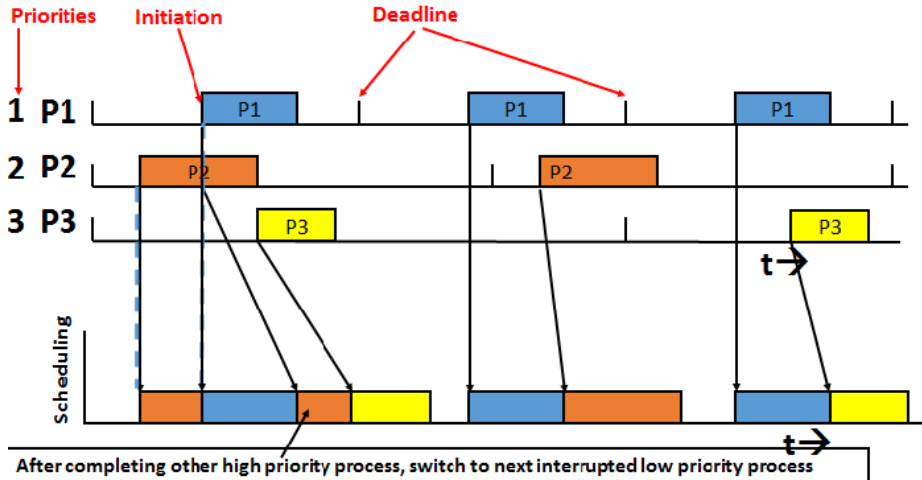 Priorities Initiation Deadline
1 P1 P1 P1 P1
2 P2 P2 P2
3 P3 P3 P3
t→
Scheduling
t→
After completing other high priority process, switch to next interrupted low priority process